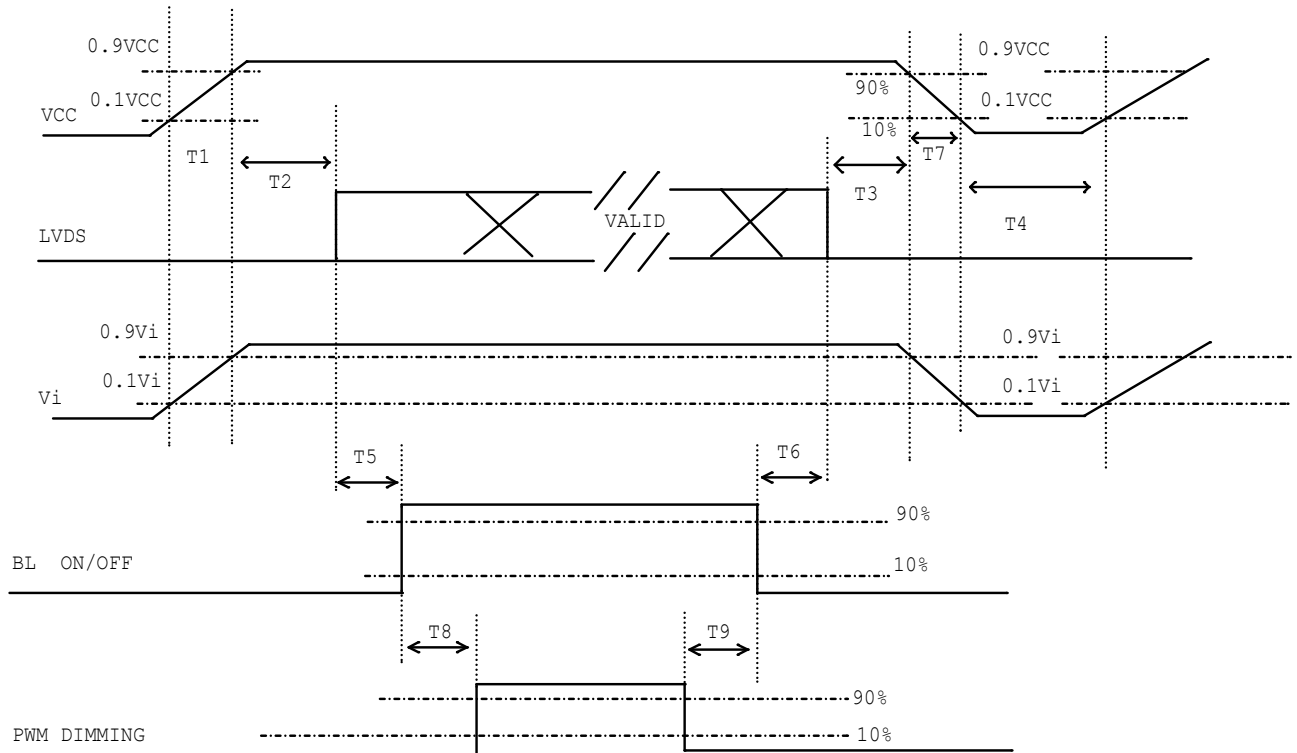 0.9VCC
0.9VCC
90%
0.1VCC
0.1VCC
VCC
10%
T1
T7
T2
T3
VALID
T4
LVDS
0.9Vi
0.9Vi
0.1Vi
0.1Vi
Vi
T5
T6
90%
BL ON/OFF
10%
T8
T9
90%
PWM DIMMING
10%